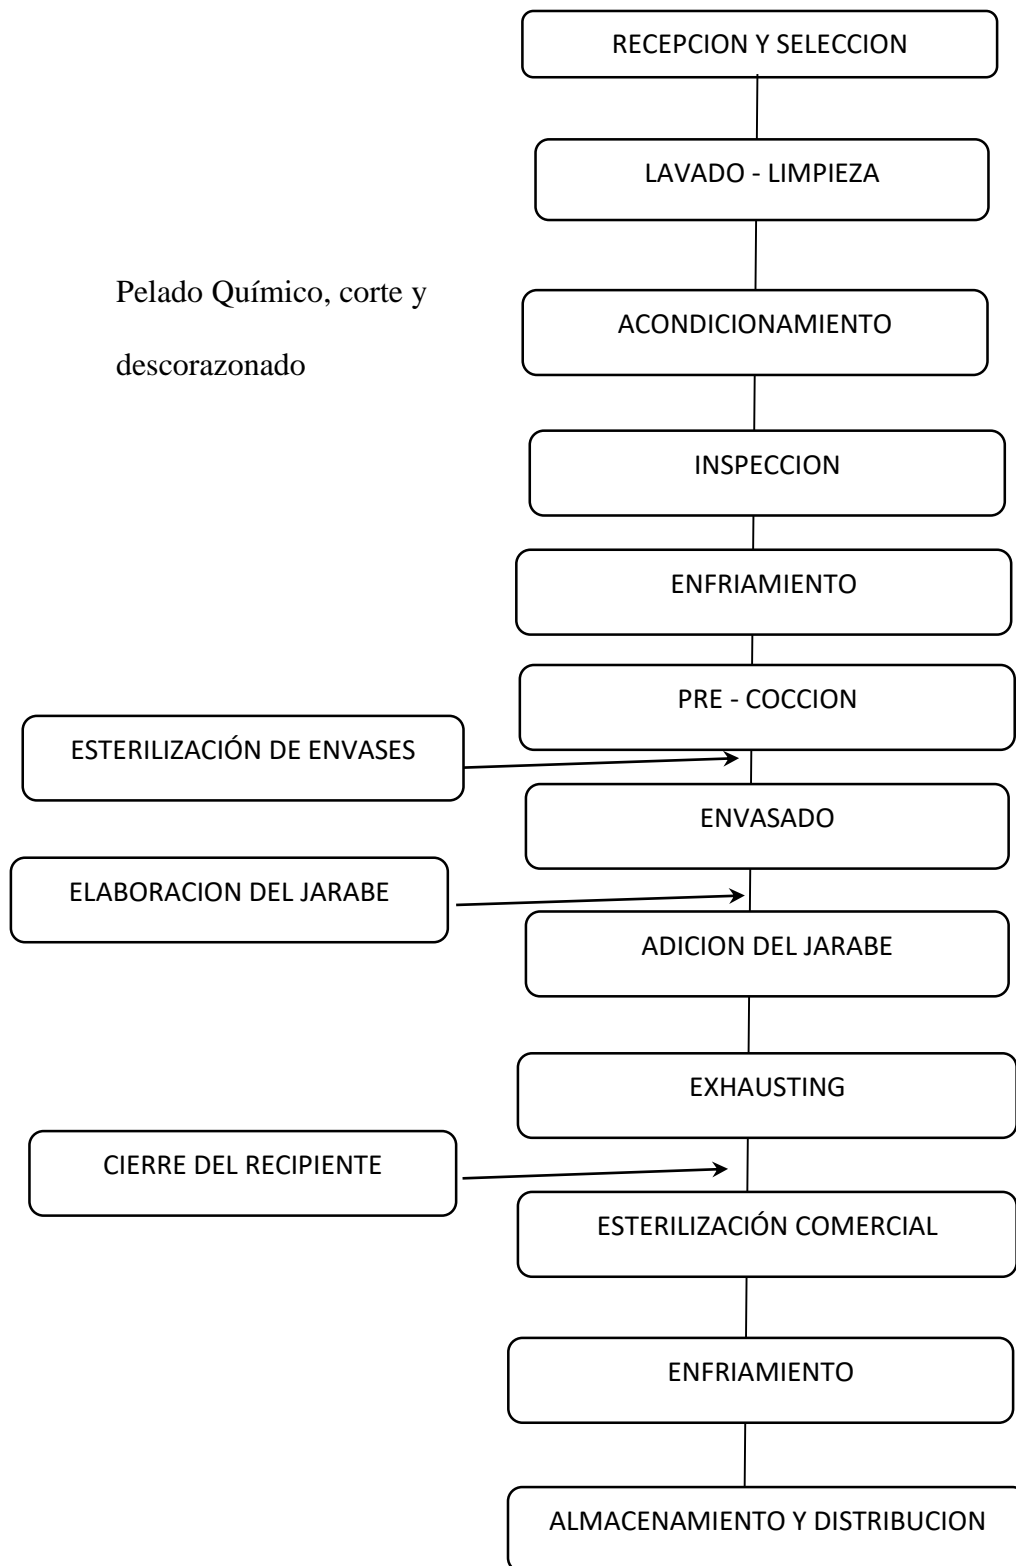 RECEPCION Y SELECCION
LAVADO - LIMPIEZA
Pelado Químico, corte y
descorazonado
ACONDICIONAMIENTO
INSPECCION
ENFRIAMIENTO
PRE - COCCION
ESTERILIZACIÓN DE ENVASES
ENVASADO
ELABORACION DEL JARABE
ADICION DEL JARABE
EXHAUSTING
CIERRE DEL RECIPIENTE
ESTERILIZACIÓN COMERCIAL
ENFRIAMIENTO
ALMACENAMIENTO Y DISTRIBUCION